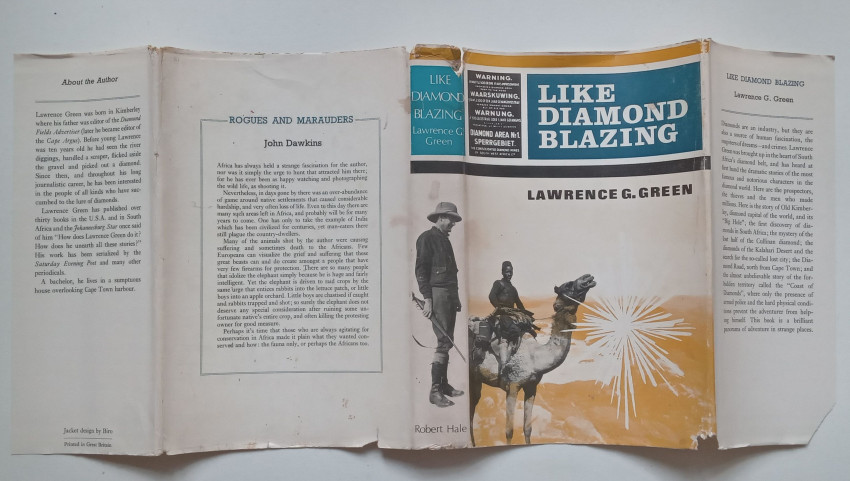 About the Author
Lawrence Green was born in Kimberley
where his father was editor of the Diamond
Fields Advertiser (later he became editor of
the Cape Argus). Before young Lawrence
was ten years old he had seen the river
diggings, handled a scraper, flicked aside
the gravel and picked out a diamond.
Since then, and throughout his long
journalistic career, he has been interested
in the people of all kinds who have suc-
cumbed to the lure of diamonds.
Lawrence Green has published over
thirty books in the U.S.A. and in South
Africa and the Johannesburg Star once said
of him "How does Lawrence Green do it?
How does he unearth all these stories?"
His work has been serialized by the
Saturday Evening Post and many other
periodicals.
A bachelor, he lives in a sumptuous
house overlooking Cape Town harbour.
Jacket design by Biro
Printed in Great Britain
ROGUES AND MARAUDERS
John Dawkins
Africa has always held a strange fascination for the author,
nor was it simply the urge to hunt that attracted him there,
for he has ever been as happy watching and photographing
the wild life, as shooting it.
Nevertheless, in days gone by there was an over-abundance
of game around native settlements that caused considerable
hardship, and very often loss of life. Even to this day there are
many such areas left in Africa, and probably will be for many
years to come. One has only to take the example of India
which has been civilized for centuries, yet man-eaters there
still plague the country-dwellers.
Many of the animals shot by the author were causing
suffering and sometimes death to the Africans. Few
Europeans can visualize the grief and suffering that these
great beasts can and do create amongst a people that have
very few firearms for protection. There are so many people
that idolize the elephant simply because he is huge and fairly
intelligent. Yet the elephant is driven to raid crops by the
same urge that entices rabbits into the lettuce patch, or little
boys into an apple orchard. Little boys are chastised if caught
and rabbits trapped and shot; so surely the elephant does not
deserve any special consideration after ruining some un-
fortunate native's entire crop, and often killing the protesting
owner for good measure.
Perhaps it's time that those who are always agitating for
conservation in Africa made it plain what they wanted con-
served and how: the fauna only, or perhaps the Africans too.
LIKE
DIAMOND
BLAZING
Lawrence G.
Green
Robert Hale
WARNING.
WAARSKUWING.
WARNUNG.
DIAMOND AREA No 1.
SPERRGEBIET.
LIKE
DIAMOND
BLAZING
LAWRENCE G. GREEN
LIKE DIAMOND BLAZING
Lawrence G. Green
Diamonds are an industry, but they are
also a source of human fascination, the
inspirers of dreams—and crimes. Lawrence
Green was brought up in the heart of South
Africa's diamond belt, and has heard at
first hand the dramatic stories of the most
famous and notorious characters in the
diamond world. Here are the prospectors,
the thieves and the men who made
millions. Here is the story of Old Kimber-
ley, diamond capital of the world, and its
"Big Hole"; the first discovery of dia-
monds in South Africa; the mystery of the
lost half of the Cullinan diamond; the
diamonds of the Kalahari Desert and the
north for the so-called lost city; the Dia-
mond Road, north from Cape Town; and
the almost unbelievable story of the for-
bidden territory called the "Coast of
Diamonds", where only the presence of
armed police and the hard physical condi-
tions prevent the adventurers from help-
ing himself. This book is a brilliant
panorama of adventure in strange places.